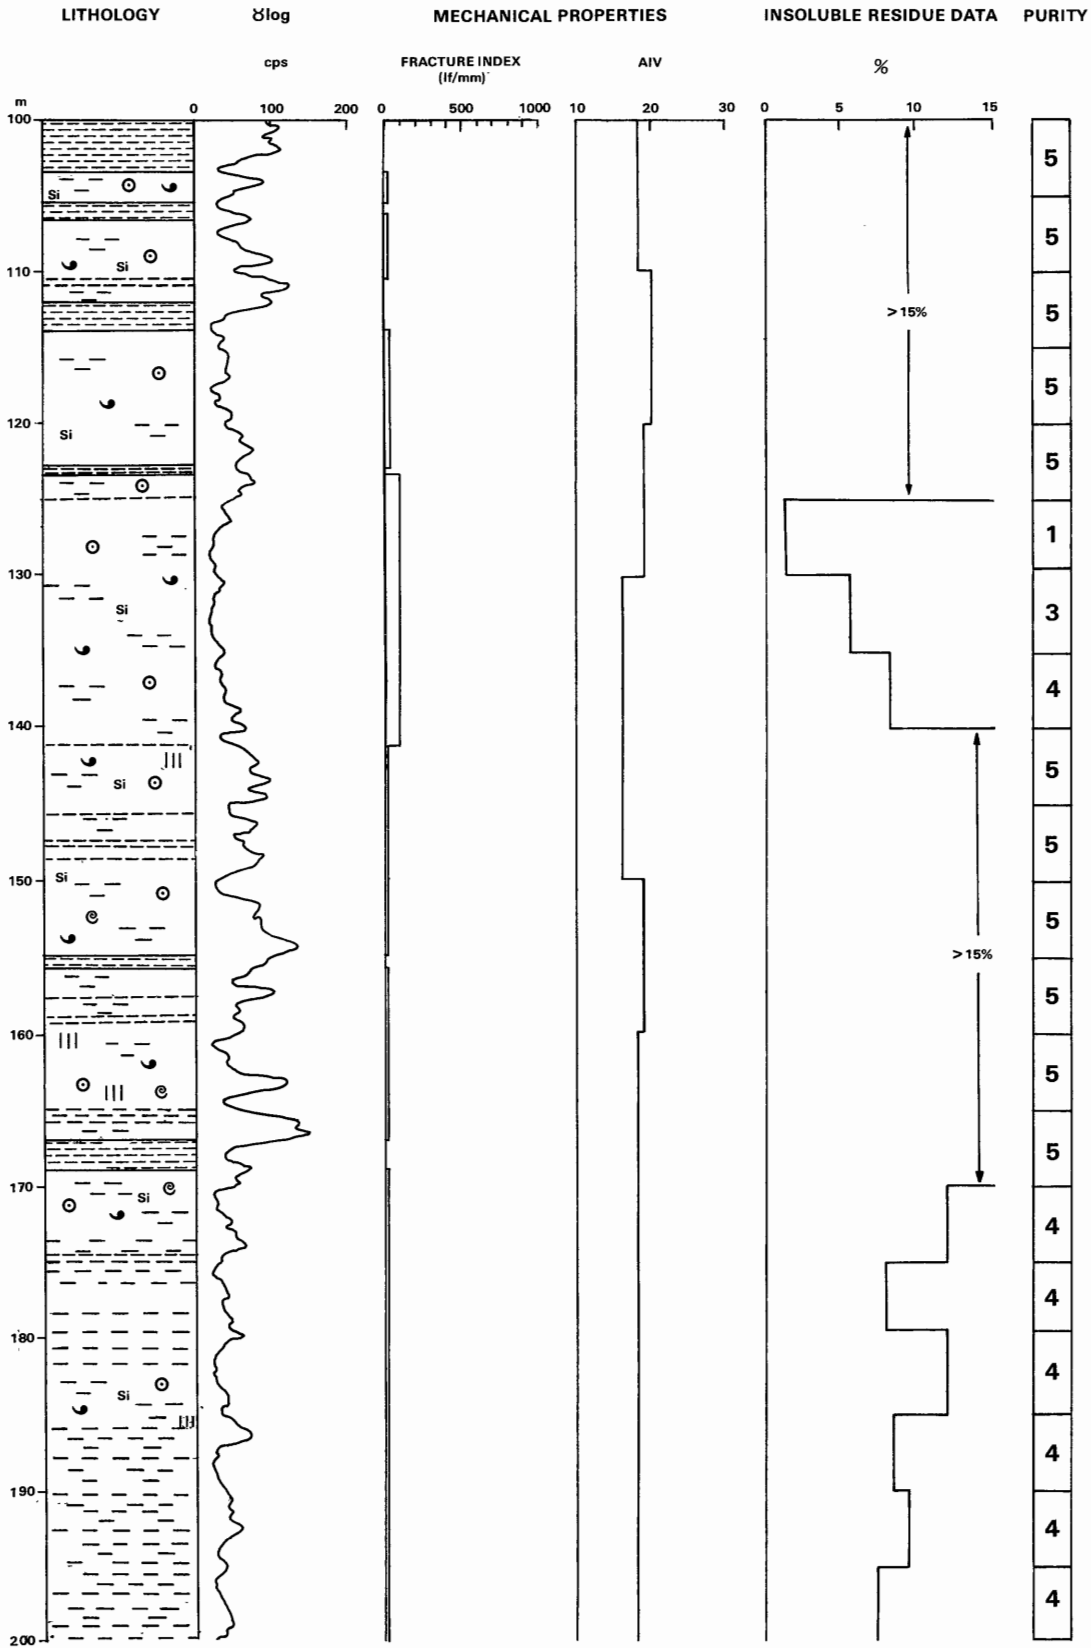 LITHOLOGY ɣlog MECHANICAL PROPERTIES INSOLUBLE RESIDUE DATA PURITY
cps FRACTURE INDEX AIV %
(If/mm)
m 0 100 200 0 500 1000 10 20 30 0 5 10 15
100
5
Si
5
Si
110
>15%
5
5
120
Si
5
1
130
Si
3
4
140
5
Si
5
150
Si
5
>15%
5
160
5
5
170
Si
4
4
180
4
Si
4
190
4
4
200